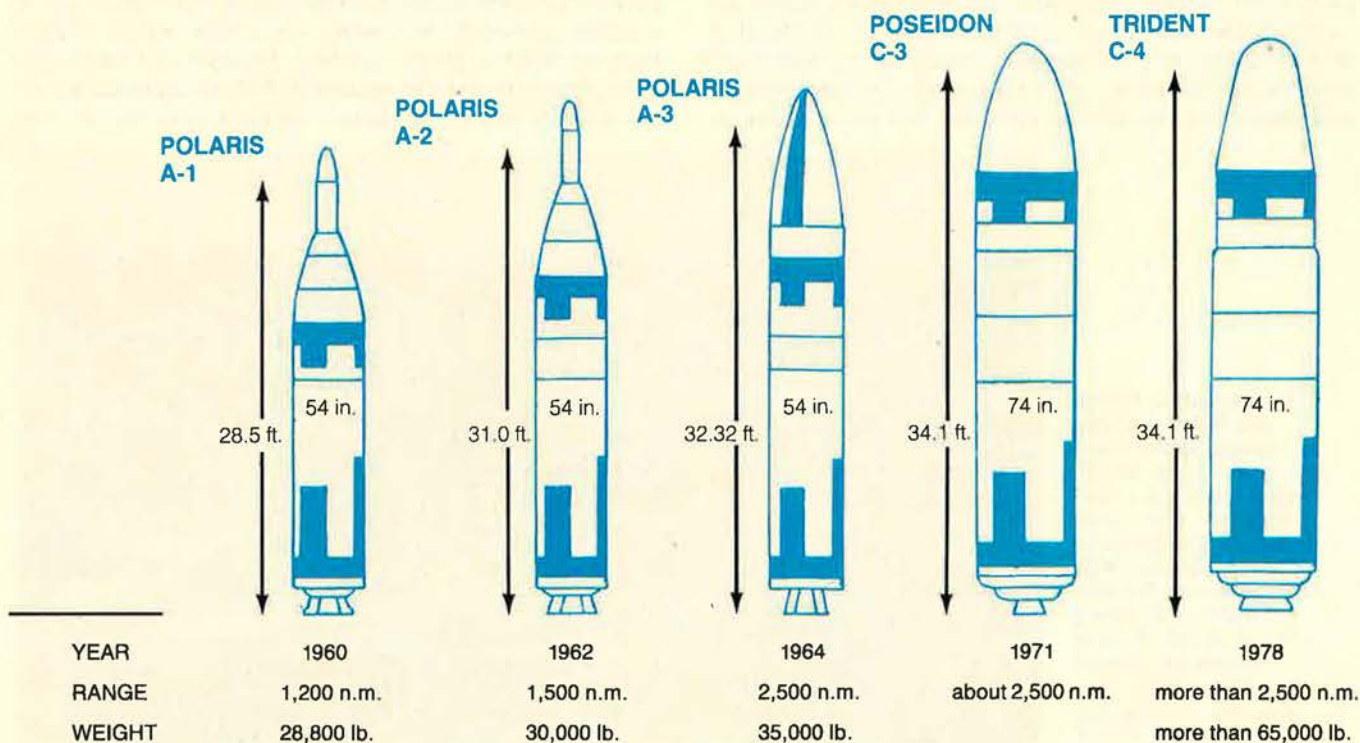 POLARIS
A-1
POLARIS
A-2
POLARIS
A-3
POSEIDON
C-3
TRIDENT
C-4
54 in.
54 in.
54 in.
74 in.
74 in.
28.5 ft.
31.0 ft.
32.32 ft.
34.1 ft.
34.1 ft.
YEAR 1960 1962 1964 1971 1978
RANGE 1,200 n.m. 1,500 n.m. 2,500 n.m. about 2,500 n.m. more than 2,500 n.m.
WEIGHT 28,800 lb. 30,000 lb. 35,000 lb. more than 65,000 lb.